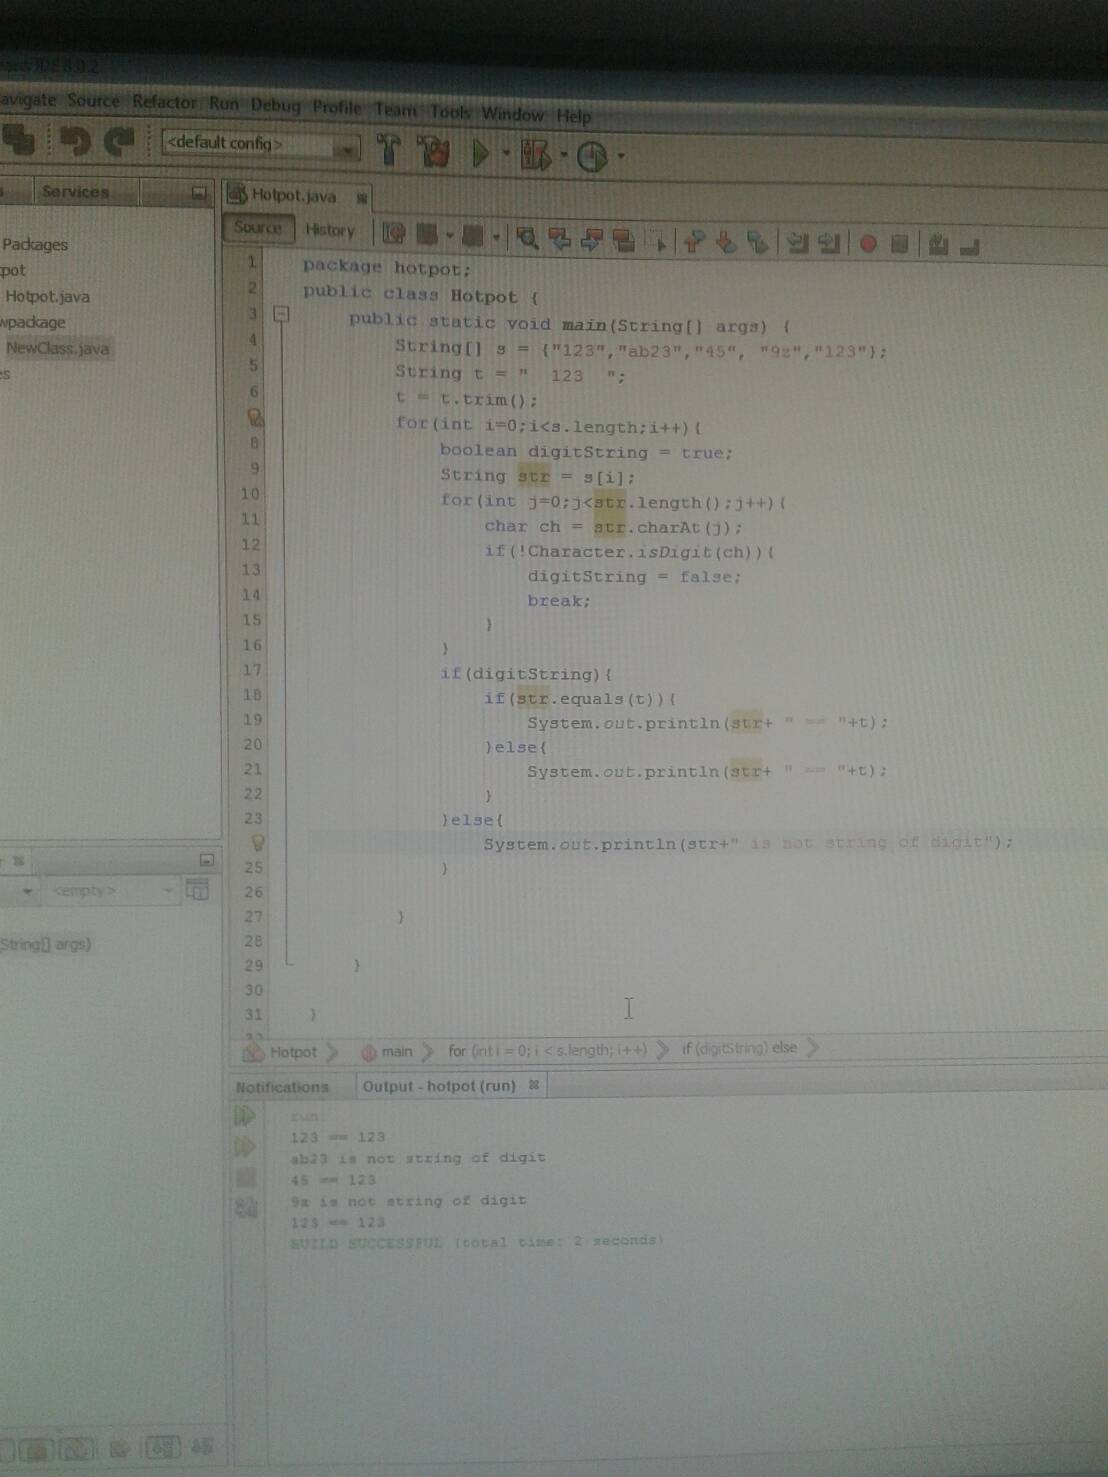 IDE 8.0.2
avigate Source Refactor Run Debug Profile Team Tools Window Help
<default config>
s Services
Hotpot.java
Source History
Packages
pot
Hotpot.java
wpackage
NewClass.java
es
1 package hotpot;
2 public class Hotpot {
3 public static void main(String[] args) {
4 String[] s = {"123","ab23","45", "9z","123"};
5 String t = "  123  ";
6 t = t.trim();
for(int i=0;i<s.length;i++){
8 boolean digitString = true;
9 String str = s[i];
10 for(int j=0;j<str.length();j++){
11 char ch = str.charAt(j);
12 if(!Character.isDigit(ch)){
13 digitString = false;
14 break;
15 }
16 }
17 if(digitString){
18 if(str.equals(t)){
19 System.out.println(str+ " == "+t);
20 }else{
21 System.out.println(str+ " == "+t);
22 }
23 }else{
System.out.println(str+" is not string of digit");
25 }
26
27 }
28
29 }
30
31 }
<empty>
String[] args)
Hotpot main for (int i = 0; i < s.length; i++) if (digitString) else
Notifications Output - hotpot (run)
run:
123 == 123
ab23 is not string of digit
45 == 123
9z is not string of digit
123 == 123
BUILD SUCCESSFUL (total time: 2 seconds)